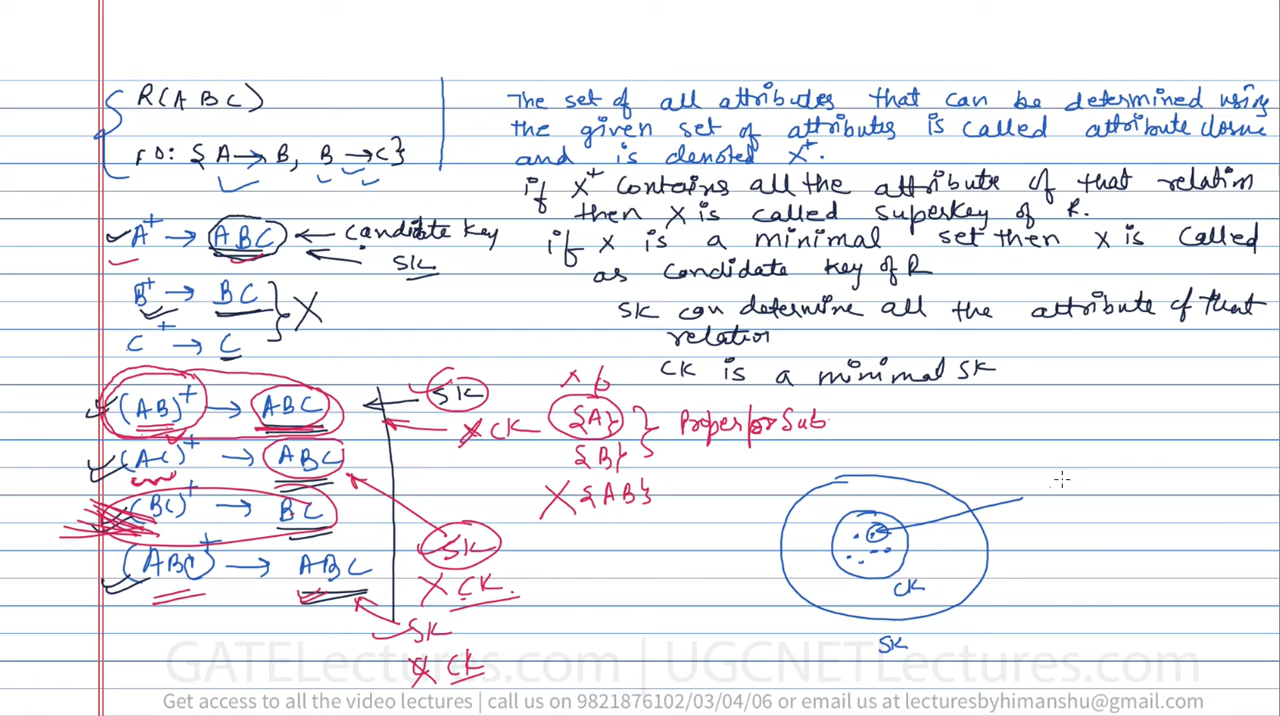 R(A B C)
FD: {A → B, B → C}
A⁺ → ABC ← Candidate key
SK
B⁺ → BC } X
C⁺ → C
(AB)⁺ → ABC ← SK
X CK
(AC)⁺ → ABC
(BC)⁺ → BC
SK
X CK.
(ABC)⁺ → ABC
SK
X CK
{A} } Proper/or Sub
{B}
X {AB}
The set of all attributes that can be determined using
the given set of attributes is called attribute closure
and is denoted X⁺.
if X⁺ contains all the attribute of that relation
then X is called superkey of R.
if X is a minimal set then X is called
as candidate key of R
SK can determine all the attribute of that
relation
CK is a minimal SK
CK
SK
GATELectures.com | UGCNETLectures.com
Get access to all the video lectures | call us on 9821876102/03/04/06 or email us at lecturesbyhimanshu@gmail.com